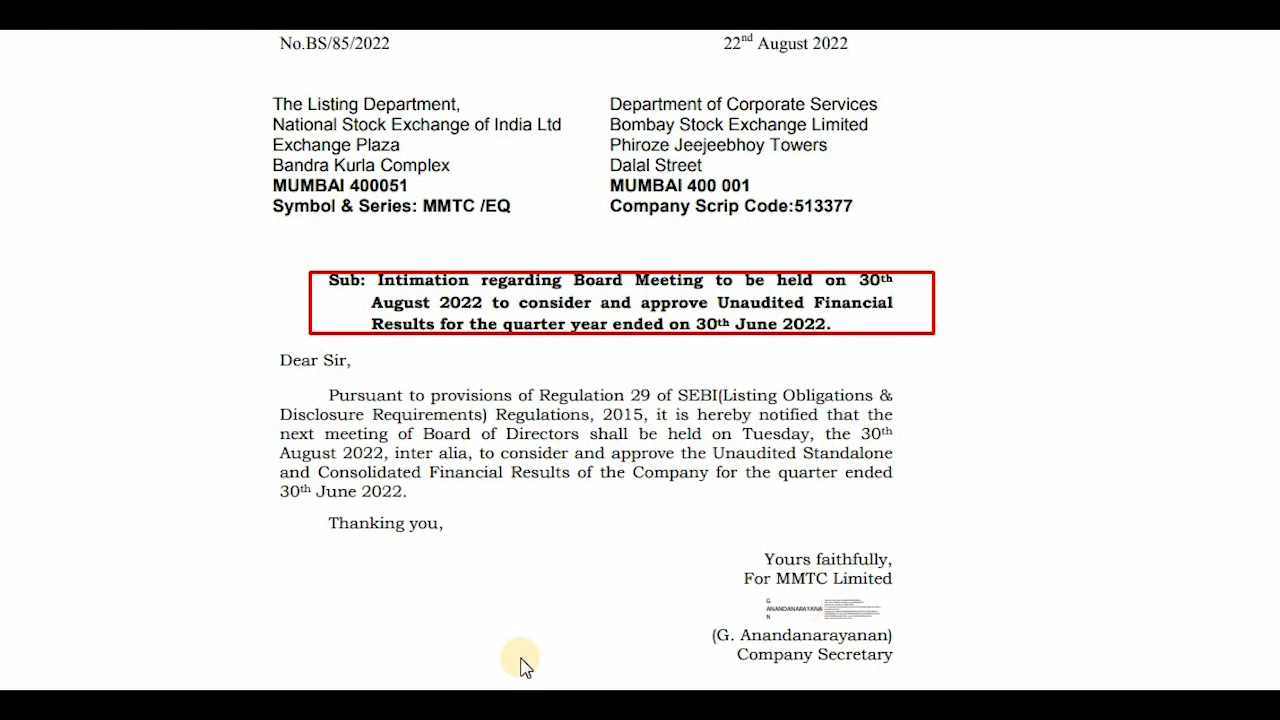 No.BS/85/2022
22nd August 2022
The Listing Department,
National Stock Exchange of India Ltd
Exchange Plaza
Bandra Kurla Complex
MUMBAI 400051
Symbol & Series: MMTC /EQ
Department of Corporate Services
Bombay Stock Exchange Limited
Phiroze Jeejeebhoy Towers
Dalal Street
MUMBAI 400 001
Company Scrip Code:513377
Sub: Intimation regarding Board Meeting to be held on 30th
August 2022 to consider and approve Unaudited Financial
Results for the quarter year ended on 30th June 2022.
Dear Sir,
Pursuant to provisions of Regulation 29 of SEBI(Listing Obligations &
Disclosure Requirements) Regulations, 2015, it is hereby notified that the
next meeting of Board of Directors shall be held on Tuesday, the 30th
August 2022, inter alia, to consider and approve the Unaudited Standalone
and Consolidated Financial Results of the Company for the quarter ended
30th June 2022.
Thanking you,
Yours faithfully,
For MMTC Limited
G
ANANDANARAYANA
N
(G. Anandanarayanan)
Company Secretary